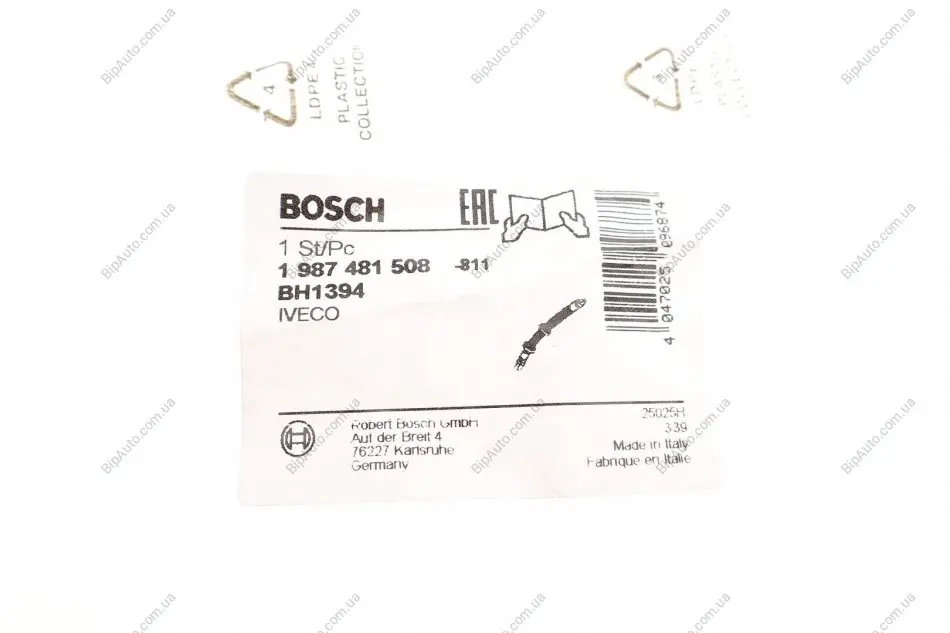 4
LDPE 4
PLASTIC
COLLECTION
BOSCH
EAC
1 St/Pc
1 987 481 508 -811
BH1394
IVECO
4 047025 096874
Robert Bosch GmbH
Auf der Breit 4
76227 Karlsruhe
Germany
25025H
339
Made in Italy
Fabriqué en Italie
BipAuto.com.ua